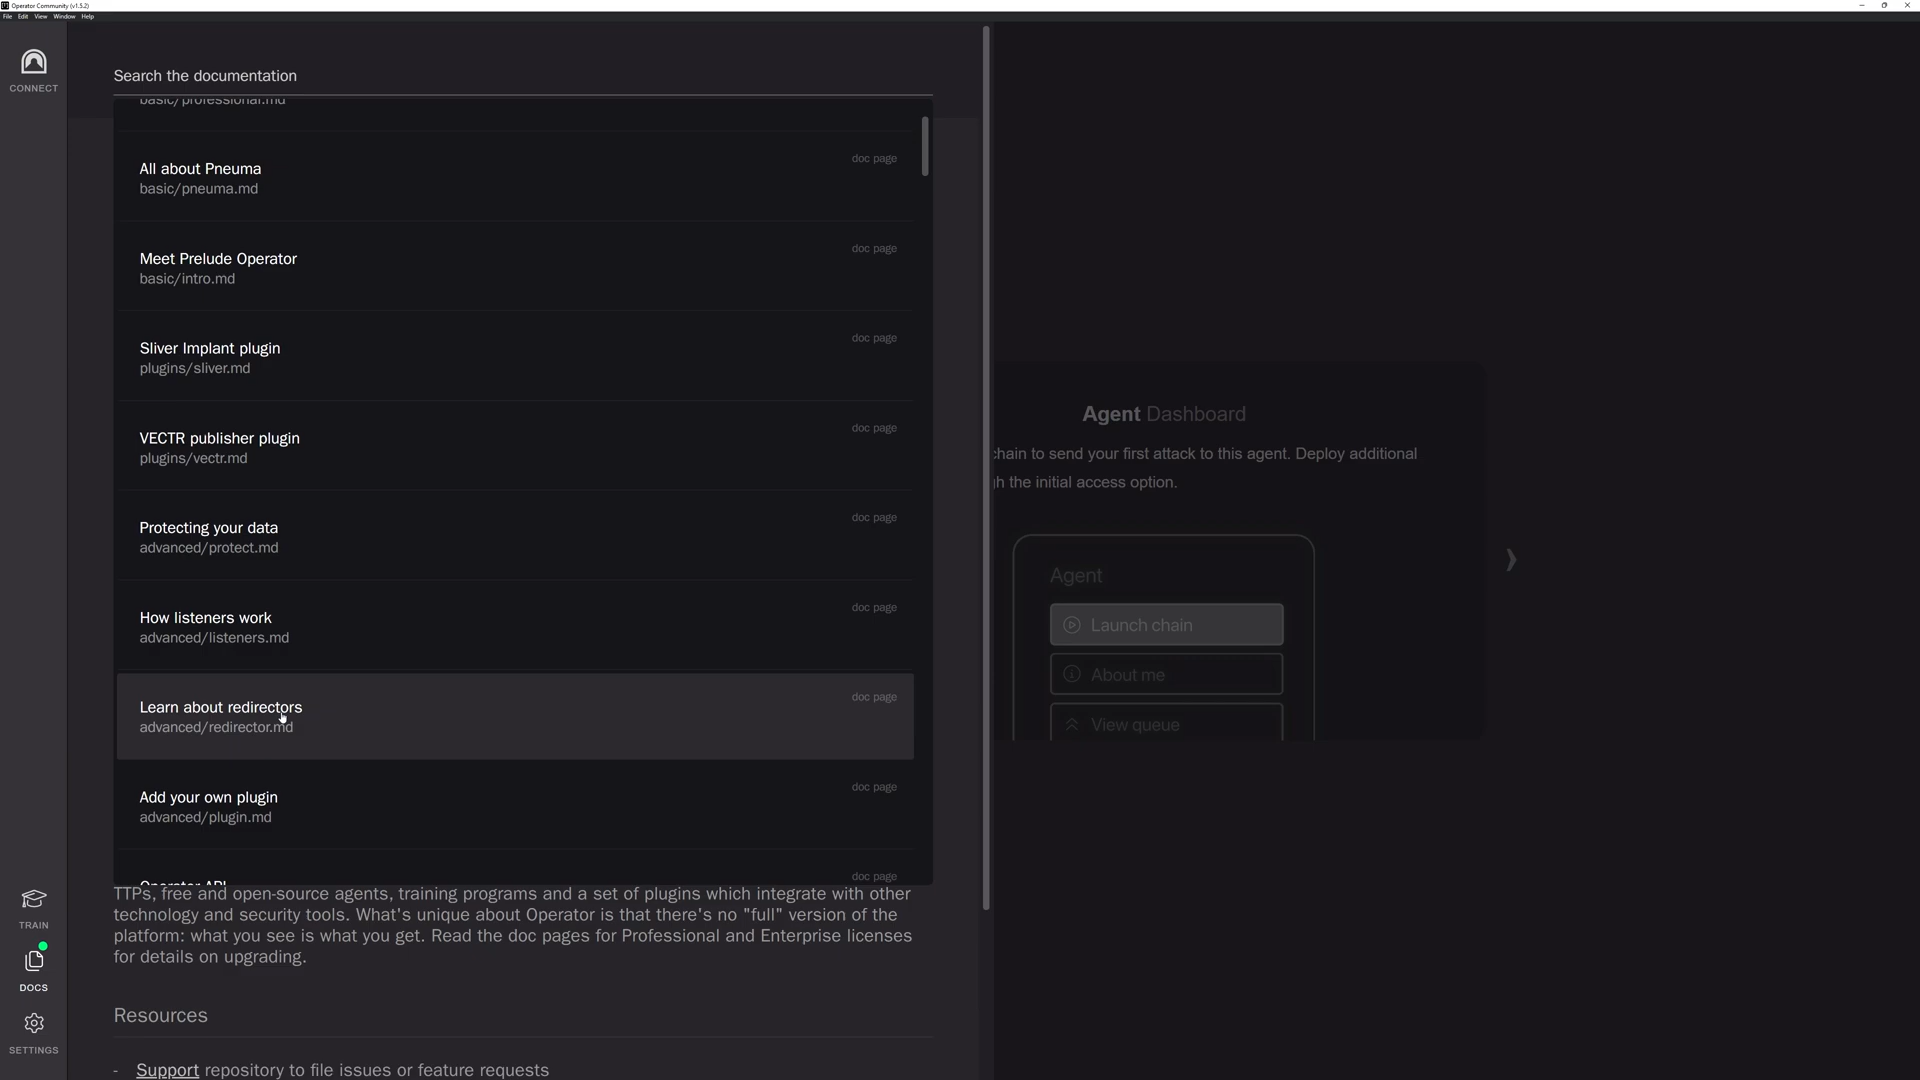 Operator Community (v1.5.2)
File Edit View Window Help
CONNECT
Search the documentation
basic/professional.md
All about Pneuma
doc page
basic/pneuma.md
Meet Prelude Operator
doc page
basic/intro.md
Sliver Implant plugin
doc page
plugins/sliver.md
VECTR publisher plugin
doc page
plugins/vectr.md
Protecting your data
doc page
advanced/protect.md
How listeners work
doc page
advanced/listeners.md
Learn about redirectors
doc page
advanced/redirector.md
Add your own plugin
doc page
advanced/plugin.md
Operator API
doc page
TTPs, free and open-source agents, training programs and a set of plugins which integrate with other
technology and security tools. What's unique about Operator is that there's no "full" version of the
platform: what you see is what you get. Read the doc pages for Professional and Enterprise licenses
for details on upgrading.
Resources
- Support repository to file issues or feature requests
Agent Dashboard
chain to send your first attack to this agent. Deploy additional
h the initial access option.
Agent
Launch chain
About me
View queue
TRAIN
DOCS
SETTINGS